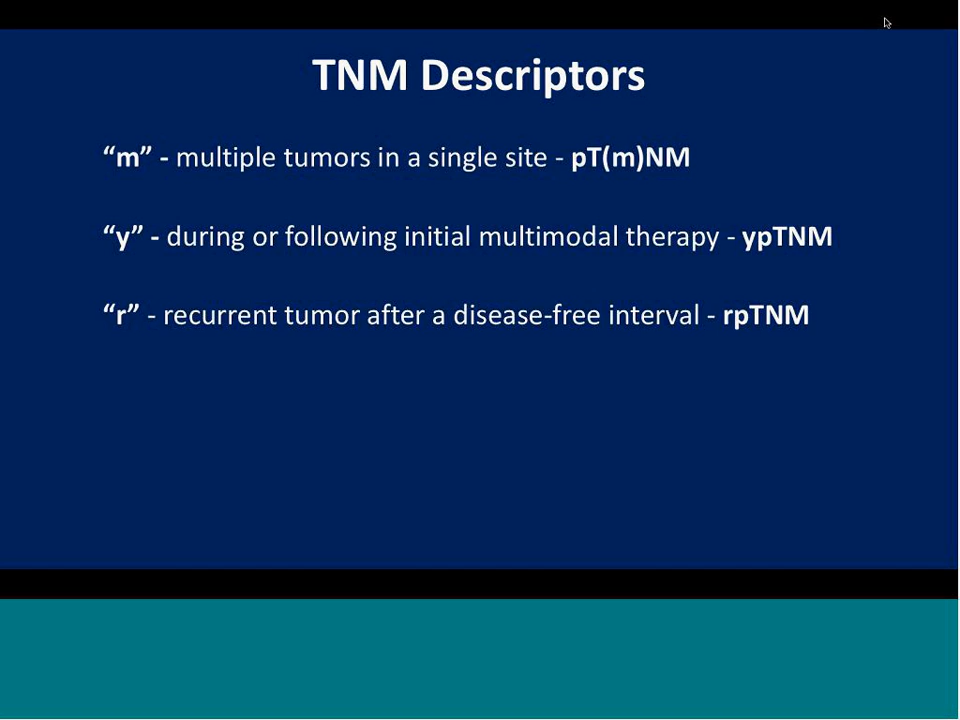 TNM Descriptors
“m” - multiple tumors in a single site - pT(m)NM
“y” - during or following initial multimodal therapy - ypTNM
“r” - recurrent tumor after a disease-free interval - rpTNM